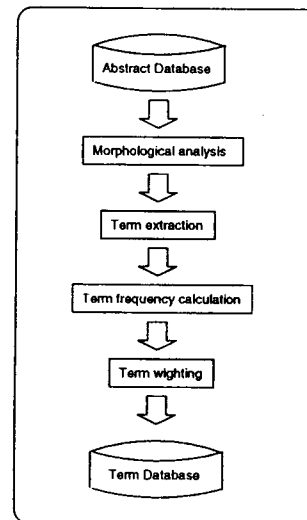 Abstract Database
Morphological analysis
Term extraction
Term frequency calculation
Term wighting
Term Database